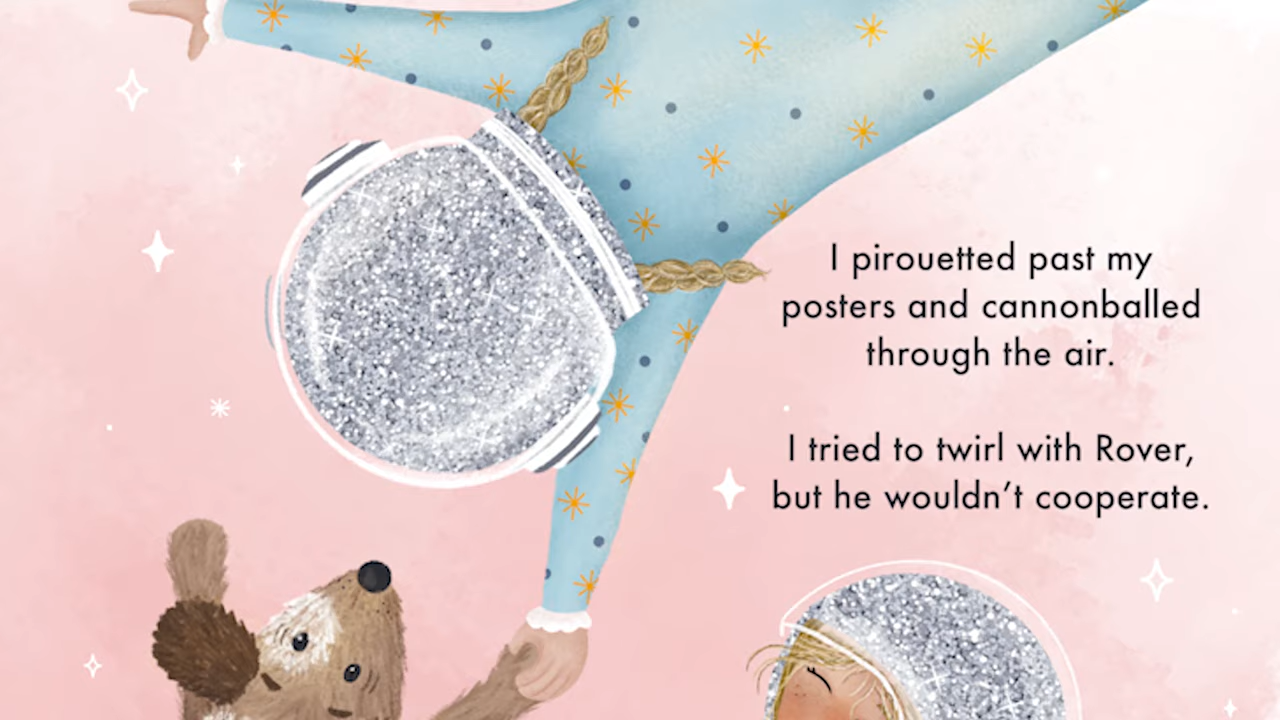 I pirouetted past my
posters and cannonballed
through the air.
I tried to twirl with Rover,
but he wouldn’t cooperate.